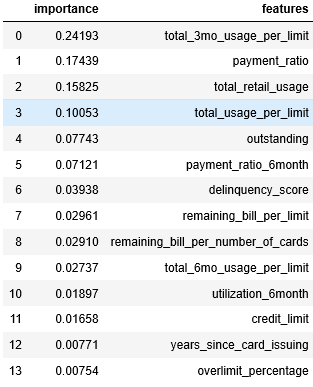 importance features
0 0.24193 total_3mo_usage_per_limit
1 0.17439 payment_ratio
2 0.15825 total_retail_usage
3 0.10053 total_usage_per_limit
4 0.07743 outstanding
5 0.07121 payment_ratio_6month
6 0.03938 delinquency_score
7 0.02961 remaining_bill_per_limit
8 0.02910 remaining_bill_per_number_of_cards
9 0.02737 total_6mo_usage_per_limit
10 0.01897 utilization_6month
11 0.01658 credit_limit
12 0.00771 years_since_card_issuing
13 0.00754 overlimit_percentage